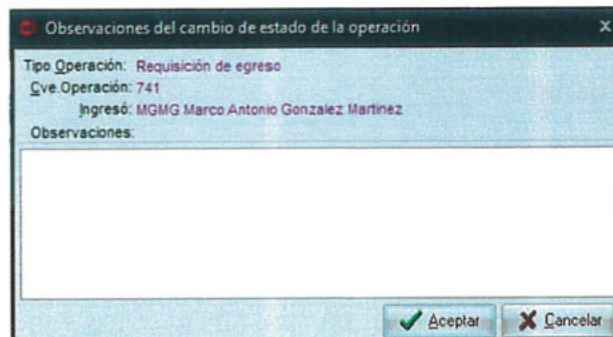 Observaciones del cambio de estado de la operación
Tipo Operación: Requisición de egreso
Cve.Operación: 741
Ingresó: MGMG Marco Antonio Gonzalez Martinez
Observaciones:
Aceptar Cancelar